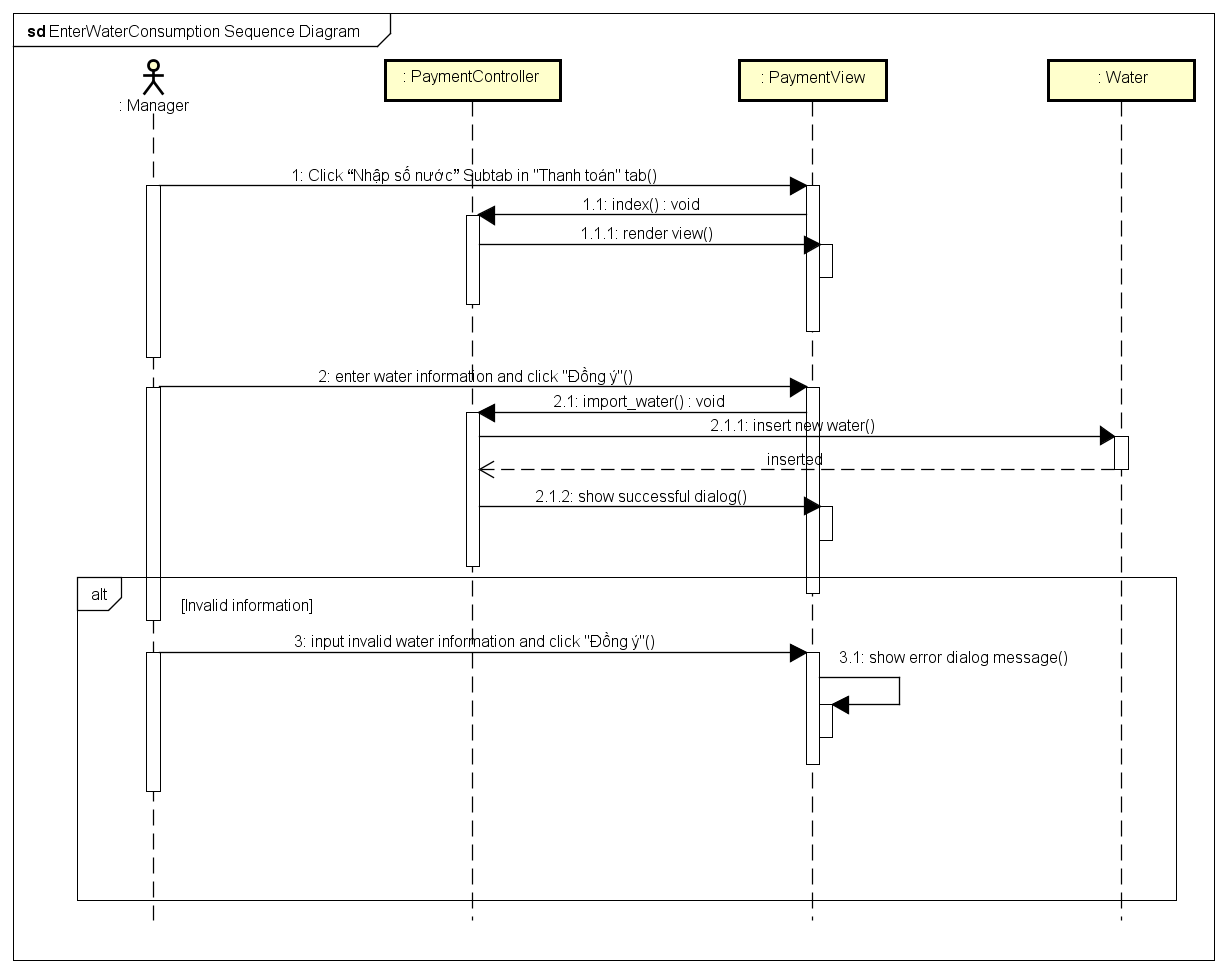 sd EnterWaterConsumption Sequence Diagram
: Manager
: PaymentController
: PaymentView
: Water
1: Click “Nhập số nước” Subtab in "Thanh toán" tab()
1.1: index() : void
1.1.1: render view()
2: enter water information and click "Đồng ý"()
2.1: import_water() : void
2.1.1: insert new water()
inserted
2.1.2: show successful dialog()
alt
[Invalid information]
3: input invalid water information and click "Đồng ý"()
3.1: show error dialog message()